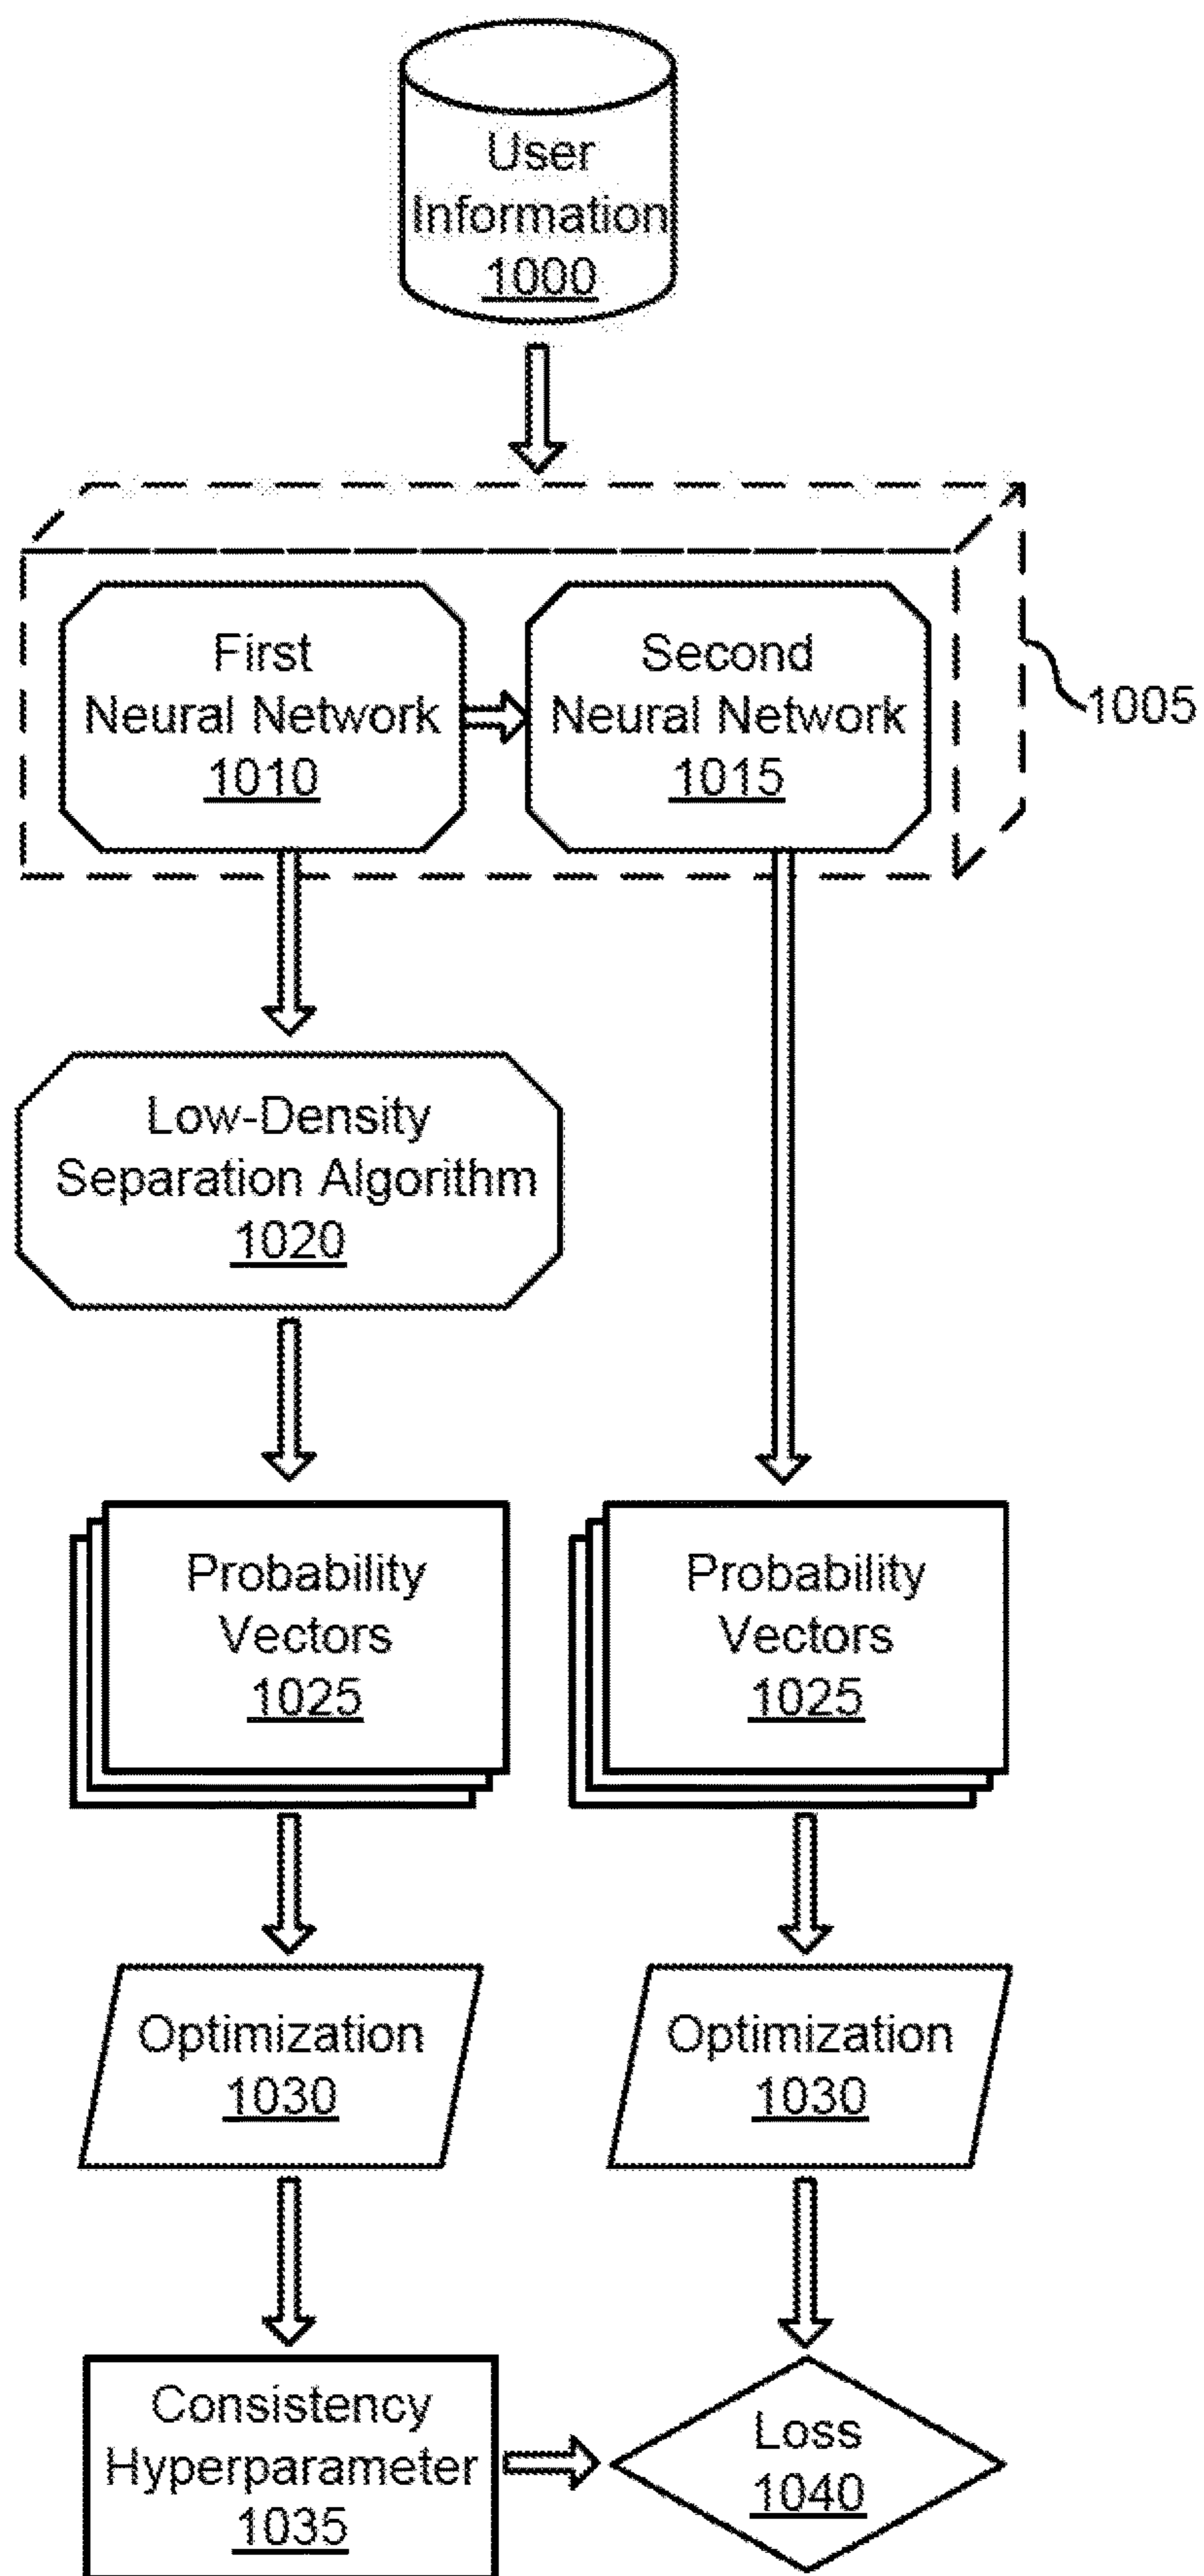 User
Information
1000
First
Neural Network
1010
Second
Neural Network
1015
1005
Low-Density
Separation Algorithm
1020
Probability
Vectors
1025
Probability
Vectors
1025
Optimization
1030
Optimization
1030
Consistency
Hyperparameter
1035
Loss
1040